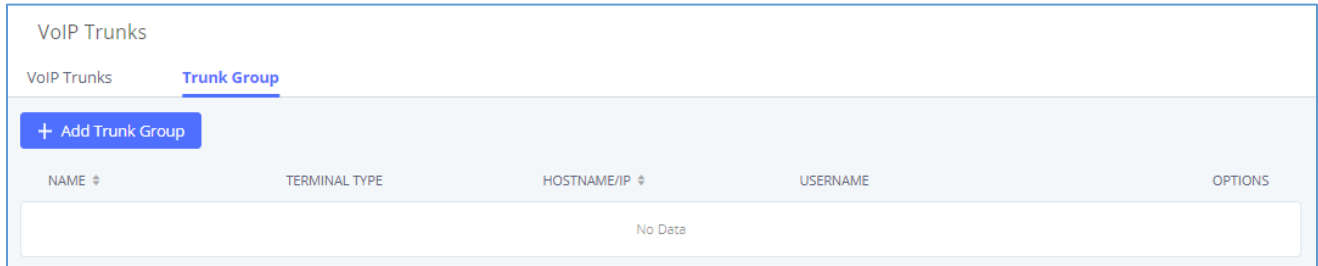 VoIP Trunks
VoIP Trunks Trunk Group
+ Add Trunk Group
NAME TERMINAL TYPE HOSTNAME/IP USERNAME OPTIONS
No Data